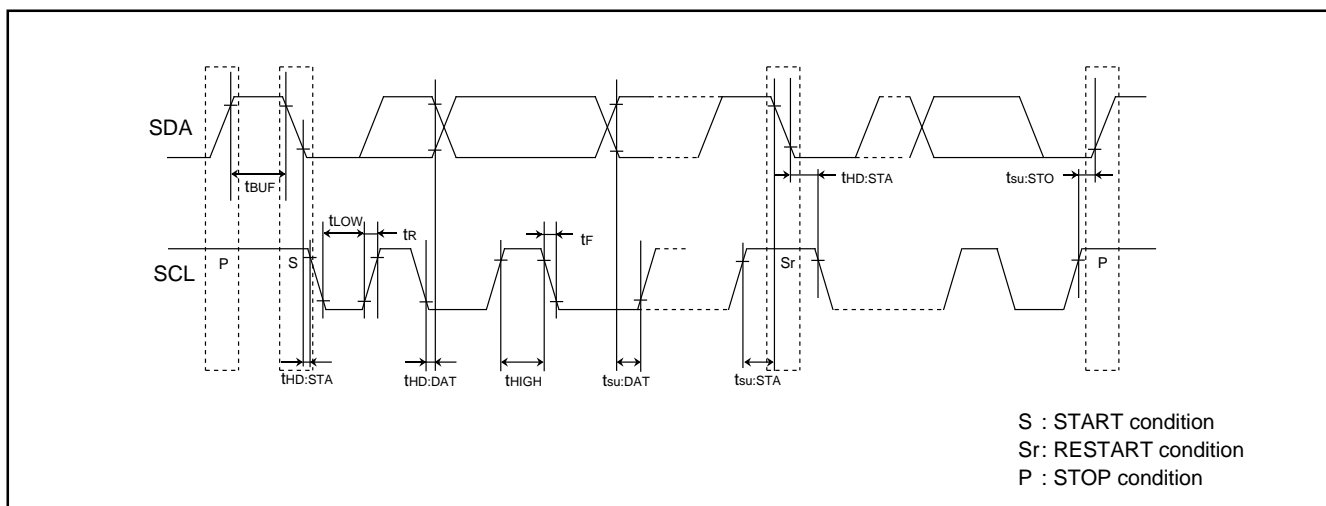 SDA
tBUF
tHD:STA
tsu:STO
tLOW
tR
tF
SCL
P
S
Sr
P
tHD:STA
tHD:DAT
tHIGH
tsu:DAT
tsu:STA
S : START condition
Sr: RESTART condition
P : STOP condition